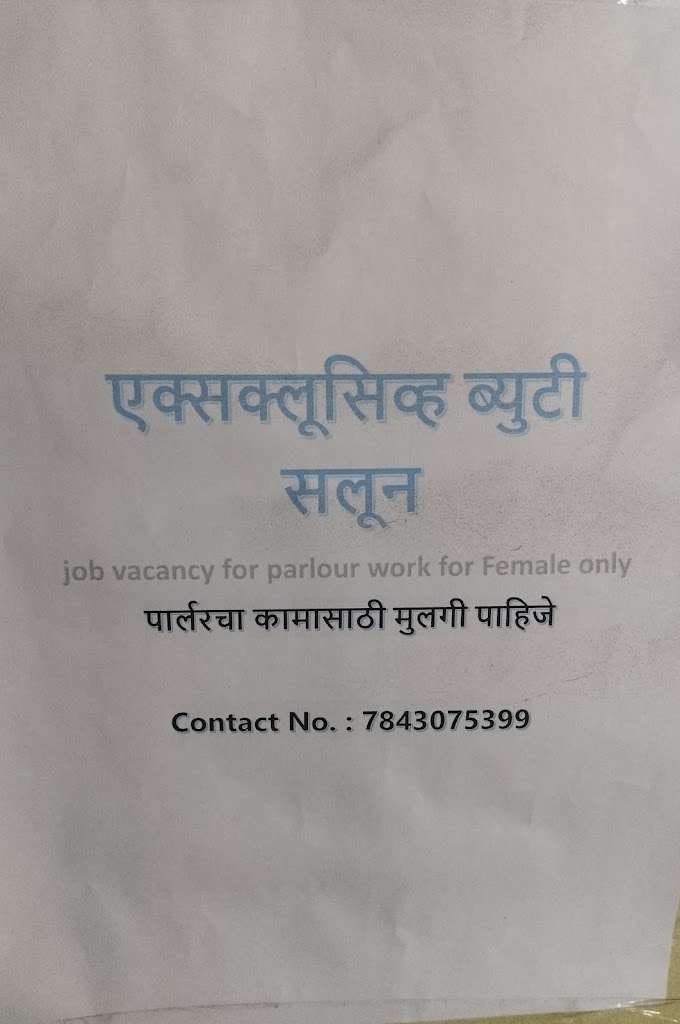 एक्सक्लूसिव्ह ब्युटी
सलून
job vacancy for parlour work for Female only
पार्लरचा कामासाठी मुलगी पाहिजे
Contact No. : 7843075399